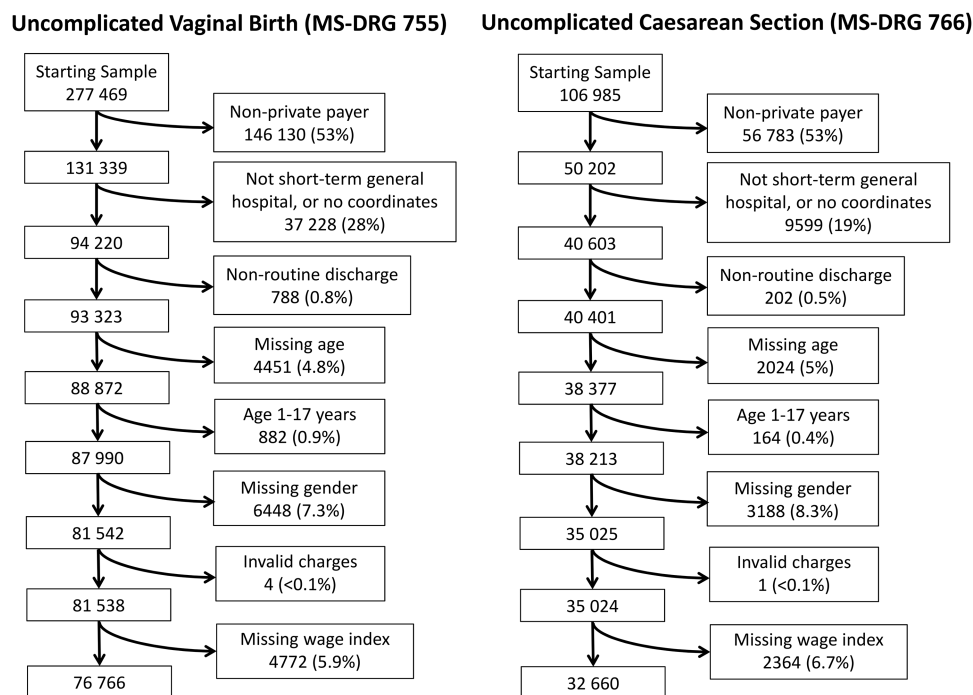 Uncomplicated Vaginal Birth (MS-DRG 755)
Starting Sample
277 469
Non-private payer
146 130 (53%)
131 339
Not short-term general
hospital, or no coordinates
37 228 (28%)
94 220
Non-routine discharge
788 (0.8%)
93 323
Missing age
4451 (4.8%)
88 872
Age 1-17 years
882 (0.9%)
87 990
Missing gender
6448 (7.3%)
81 542
Invalid charges
4 (<0.1%)
81 538
Missing wage index
4772 (5.9%)
76 766
Uncomplicated Caesarean Section (MS-DRG 766)
Starting Sample
106 985
Non-private payer
56 783 (53%)
50 202
Not short-term general
hospital, or no coordinates
9599 (19%)
40 603
Non-routine discharge
202 (0.5%)
40 401
Missing age
2024 (5%)
38 377
Age 1-17 years
164 (0.4%)
38 213
Missing gender
3188 (8.3%)
35 025
Invalid charges
1 (<0.1%)
35 024
Missing wage index
2364 (6.7%)
32 660